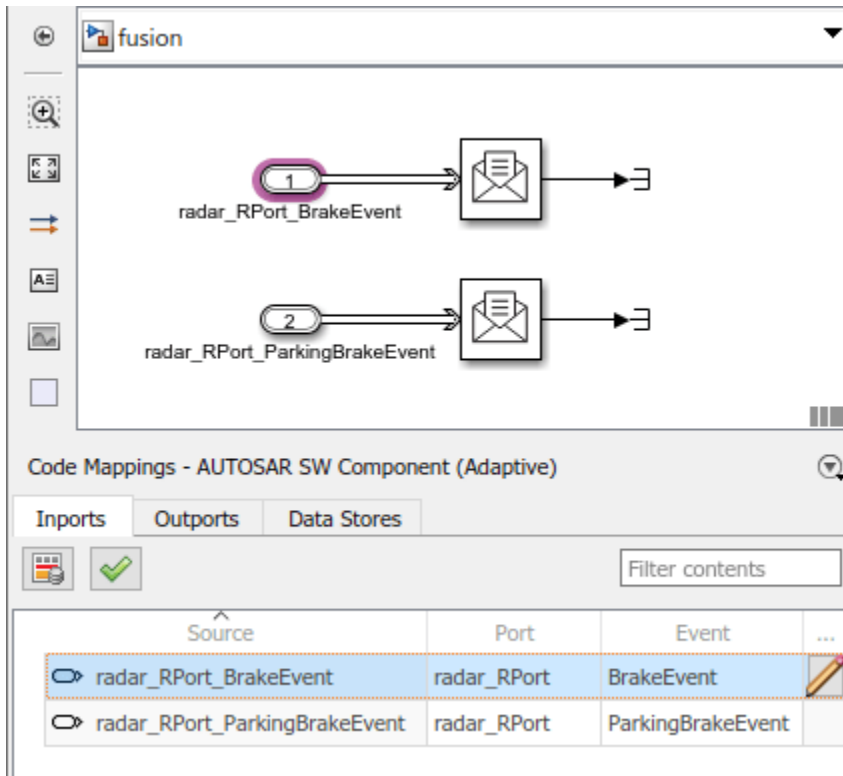 fusion
1
radar_RPort_BrakeEvent
2
radar_RPort_ParkingBrakeEvent
A
Code Mappings - AUTOSAR SW Component (Adaptive)
Inports Outports Data Stores
Filter contents
Source Port Event ...
radar_RPort_BrakeEvent radar_RPort BrakeEvent
radar_RPort_ParkingBrakeEvent radar_RPort ParkingBrakeEvent